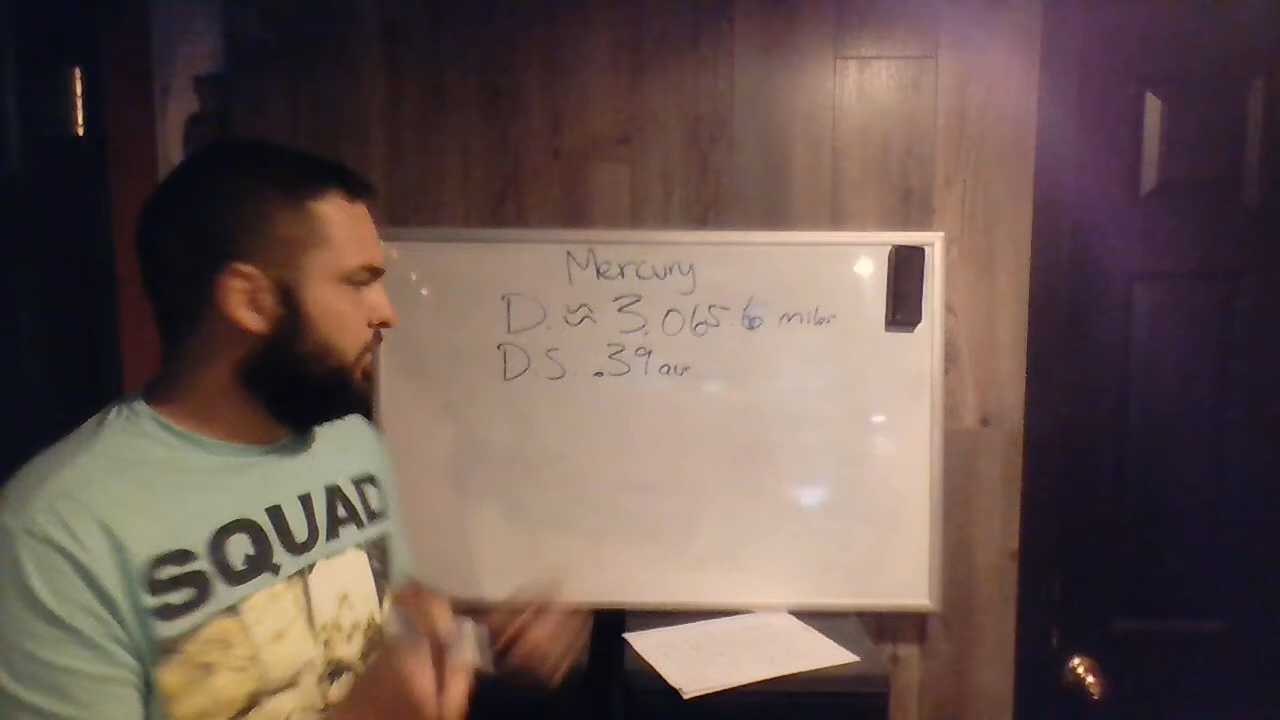 Mercury
D. ≈ 3,065.6 miles
D.S. .39 au
SQUAD